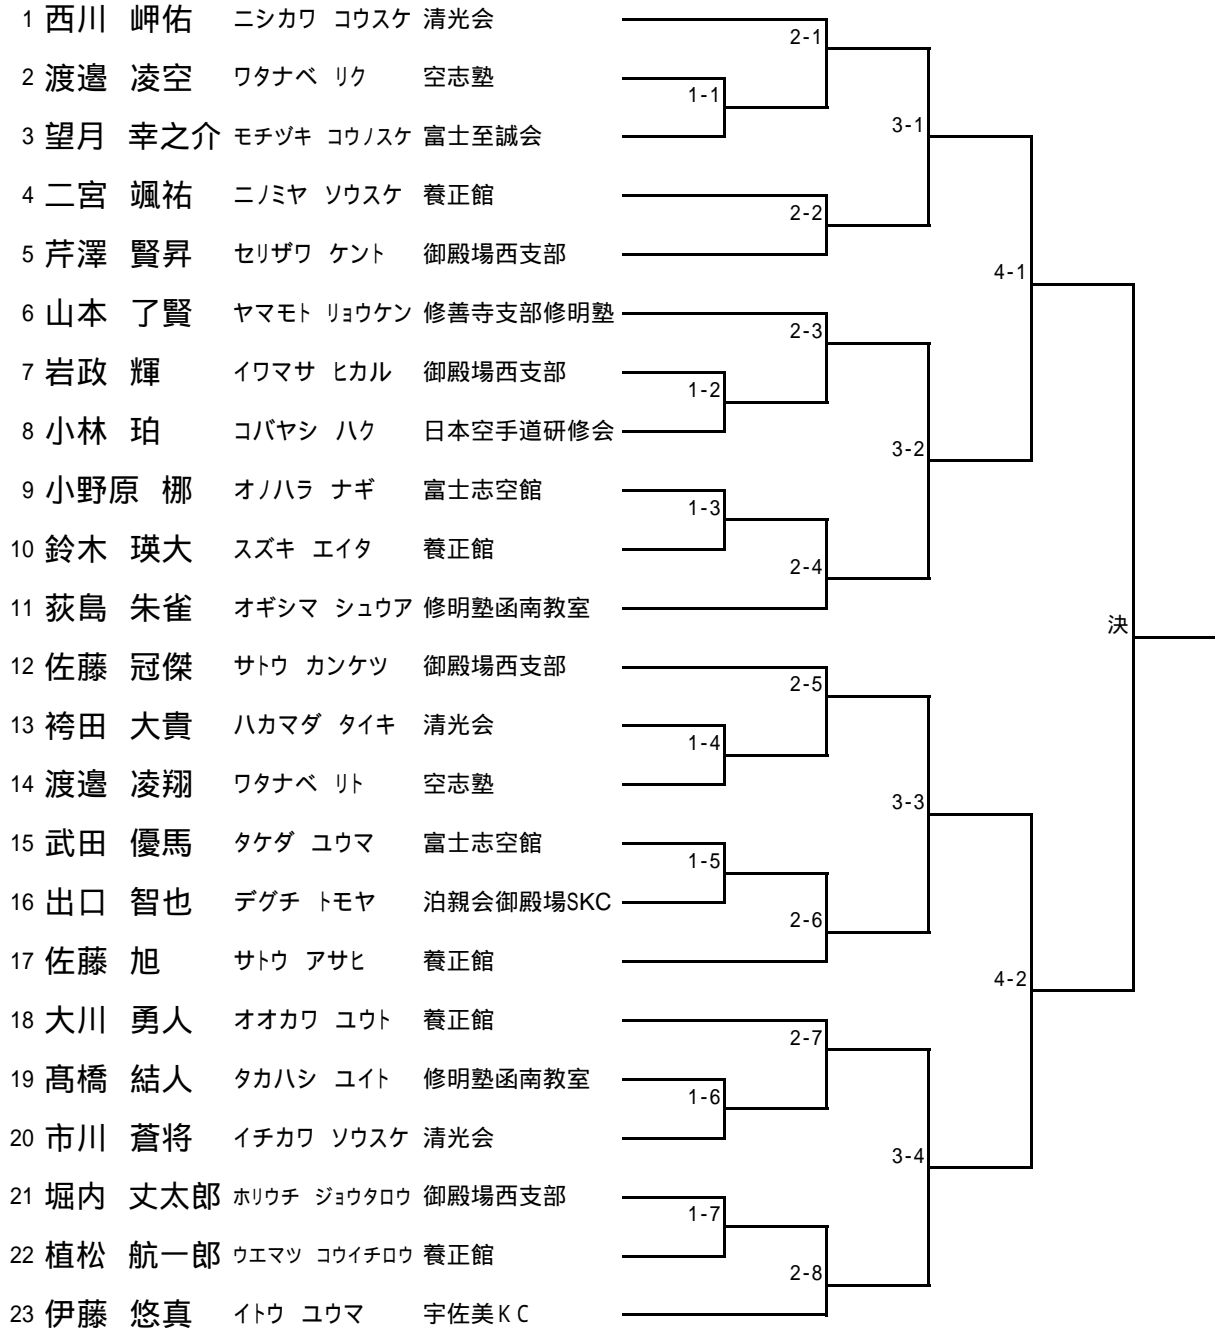 1 西川 岬佑 ニシカワ コウスケ 清光会
2-1
2 渡邉 凌空 ワタナベ リク 空志塾
1-1
3 望月 幸之介 モチヅキ コウノスケ 富士至誠会
3-1
4 二宮 颯祐 ニノミヤ ソウスケ 養正館
2-2
5 芹澤 賢昇 セリザワ ケント 御殿場西支部
4-1
6 山本 了賢 ヤマモト リョウケン 修善寺支部修明塾
2-3
7 岩政 輝 イワマサ ヒカル 御殿場西支部
1-2
8 小林 珀 コバヤシ ハク 日本空手道研修会
3-2
9 小野原 梛 オノハラ ナギ 富士志空館
1-3
10 鈴木 瑛大 スズキ エイタ 養正館
2-4
11 荻島 朱雀 オギシマ シュウア 修明塾函南教室
決
12 佐藤 冠傑 サトウ カンケツ 御殿場西支部
2-5
13 袴田 大貴 ハカマダ タイキ 清光会
1-4
14 渡邉 凌翔 ワタナベ リト 空志塾
3-3
15 武田 優馬 タケダ ユウマ 富士志空館
1-5
16 出口 智也 デグチ トモヤ 泊親会御殿場SKC
2-6
17 佐藤 旭 サトウ アサヒ 養正館
4-2
18 大川 勇人 オオカワ ユウト 養正館
2-7
19 髙橋 結人 タカハシ ユイト 修明塾函南教室
1-6
20 市川 蒼将 イチカワ ソウスケ 清光会
3-4
21 堀内 丈太郎 ホリウチ ジョウタロウ 御殿場西支部
1-7
22 植松 航一郎 ウエマツ コウイチロウ 養正館
2-8
23 伊藤 悠真 イトウ ユウマ 宇佐美KC